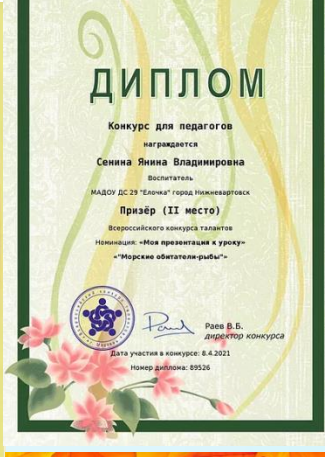 ДИПЛОМ
Конкурс для педагогов
награждается
Сенина Янина Владимировна
Воспитатель
МАДОУ ДС 29 "Елочка" город Нижневартовск
Призёр (II место)
Всероссийского конкурса талантов
Номинация: «Моя презентация к уроку»
«"Морские обитатели-рыбы"»
Раев В.Б.
директор конкурса
Дата участия в конкурсе: 8.4.2021
Номер диплома: 89526